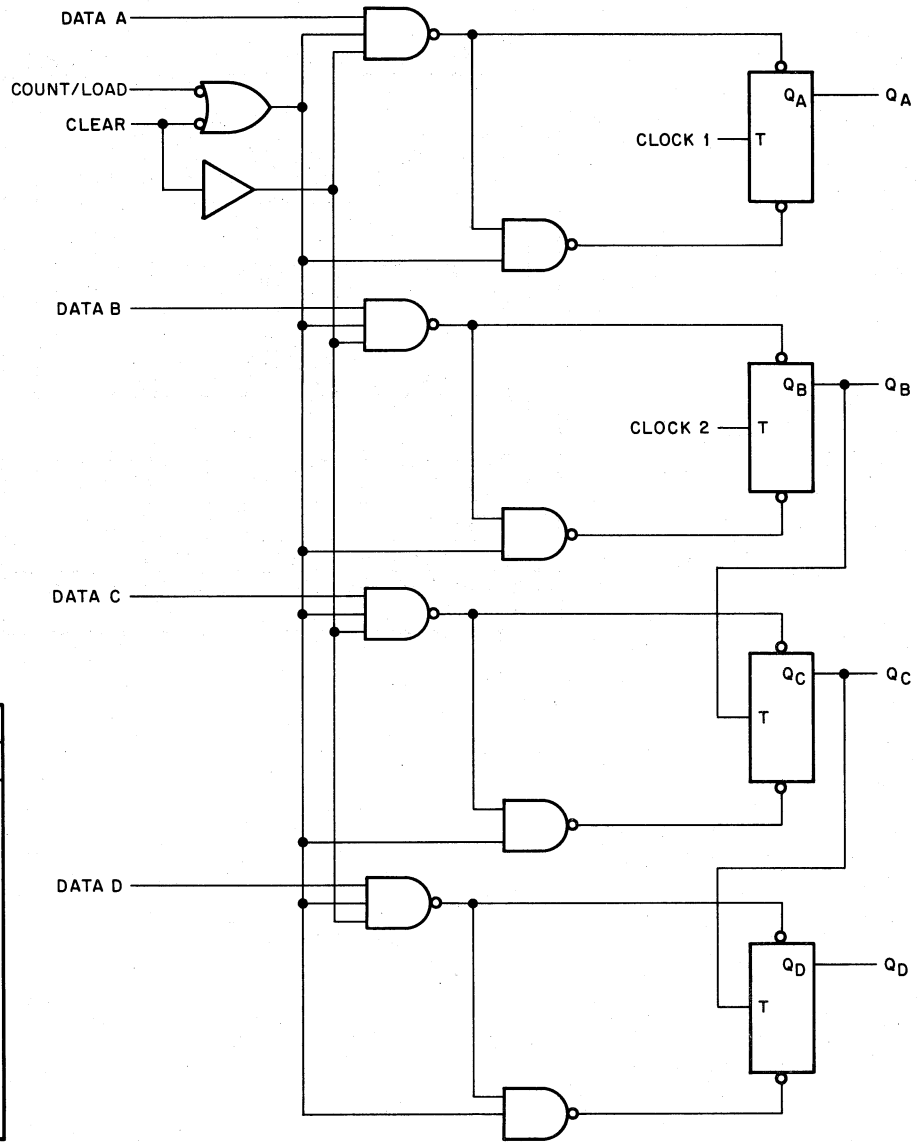 DATA A
COUNT/LOAD
CLEAR
QA
QA
CLOCK 1
T
DATA B
QB
QB
CLOCK 2
T
DATA C
QC
QC
T
DATA D
QD
QD
T